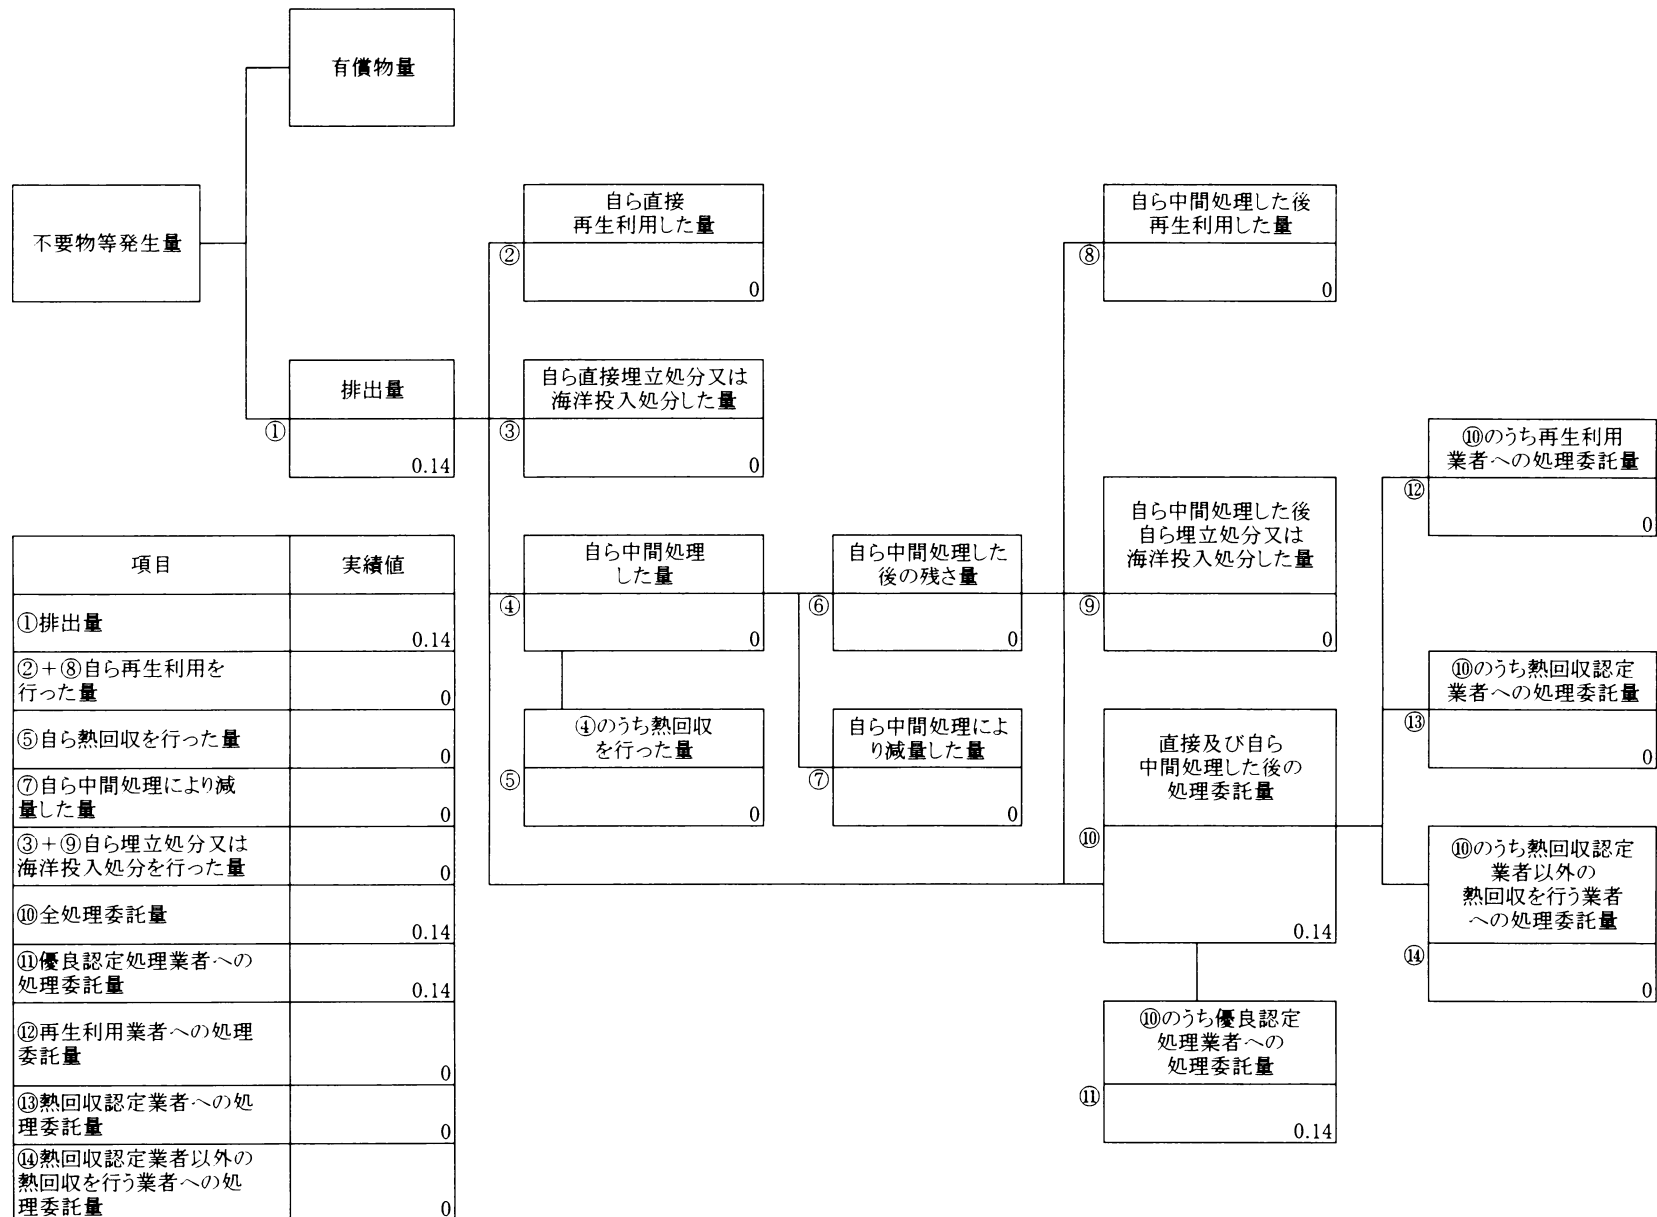 有償物量
不要物等発生量
自ら直接
再生利用した量
②
0
自ら中間処理した後
再生利用した量
⑧
0
排出量
①
0.14
自ら直接埋立処分又は
海洋投入処分した量
③
0
⑩のうち再生利用
業者への処理委託量
⑫
0
自ら中間処理した後
自ら埋立処分又は
海洋投入処分した量
⑨
0
自ら中間処理
した量
④
0
自ら中間処理した
後の残さ量
⑥
0
⑩のうち熱回収認定
業者への処理委託量
⑬
0
④のうち熱回収
を行った量
⑤
0
自ら中間処理によ
り減量した量
⑦
0
直接及び自ら
中間処理した後の
処理委託量
⑩
0.14
⑩のうち熱回収認定
業者以外の
熱回収を行う業者
への処理委託量
⑭
0
⑩のうち優良認定
処理業者への
処理委託量
⑪
0.14
項目 実績値
①排出量
0.14
②+⑧自ら再生利用を
行った量
0
⑤自ら熱回収を行った量
0
⑦自ら中間処理により減
量した量
0
③+⑨自ら埋立処分又は
海洋投入処分を行った量
0
⑩全処理委託量
0.14
⑪優良認定処理業者への
処理委託量
0.14
⑫再生利用業者への処理
委託量
0
⑬熱回収認定業者への処
理委託量
0
⑭熱回収認定業者以外の
熱回収を行う業者への処
理委託量
0